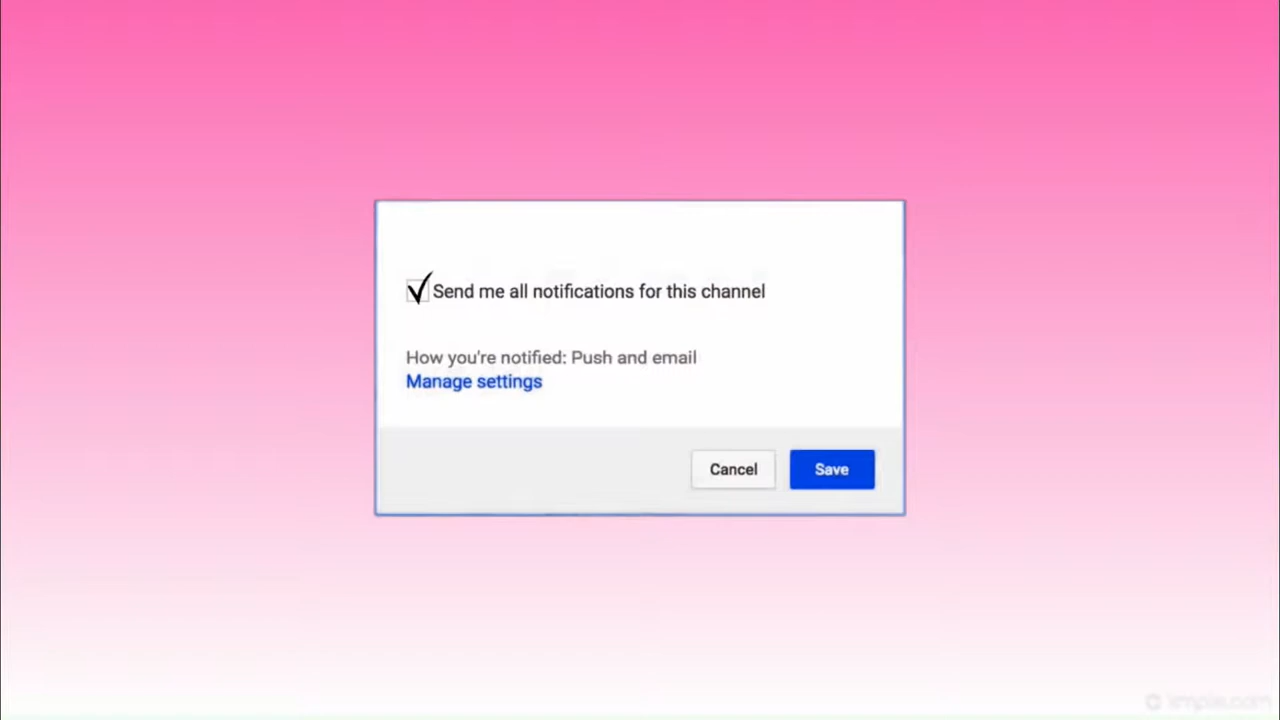 Send me all notifications for this channel
How you're notified: Push and email
Manage settings
Cancel
Save